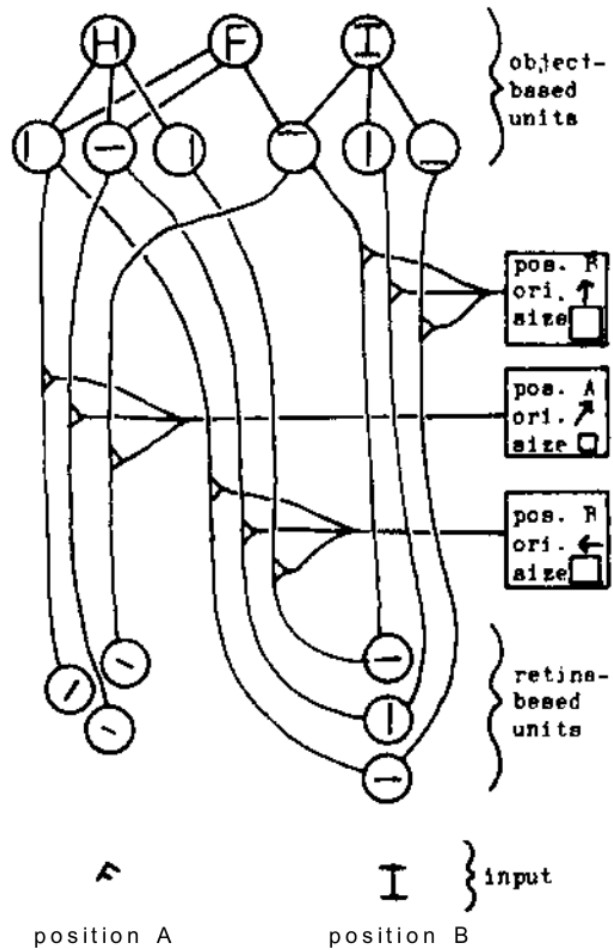 H F I
object-
based
units
pos. B
ori.
size
pos. A
ori.
size
pos. B
ori.
size
retina-
based
units
F I input
position A position B